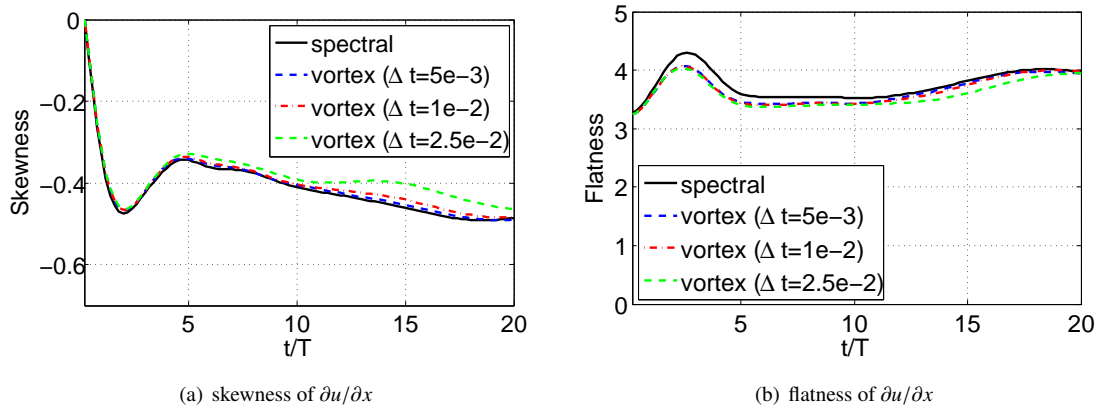 0
−0.2
−0.4
−0.6
Skewness
spectral
vortex (Δ t=5e−3)
vortex (Δ t=1e−2)
vortex (Δ t=2.5e−2)
5
10
15
20
t/T
(a) skewness of ∂u/∂x
5
4
3
2
1
0
Flatness
spectral
vortex (Δ t=5e−3)
vortex (Δ t=1e−2)
vortex (Δ t=2.5e−2)
5
10
15
20
t/T
(b) flatness of ∂u/∂x